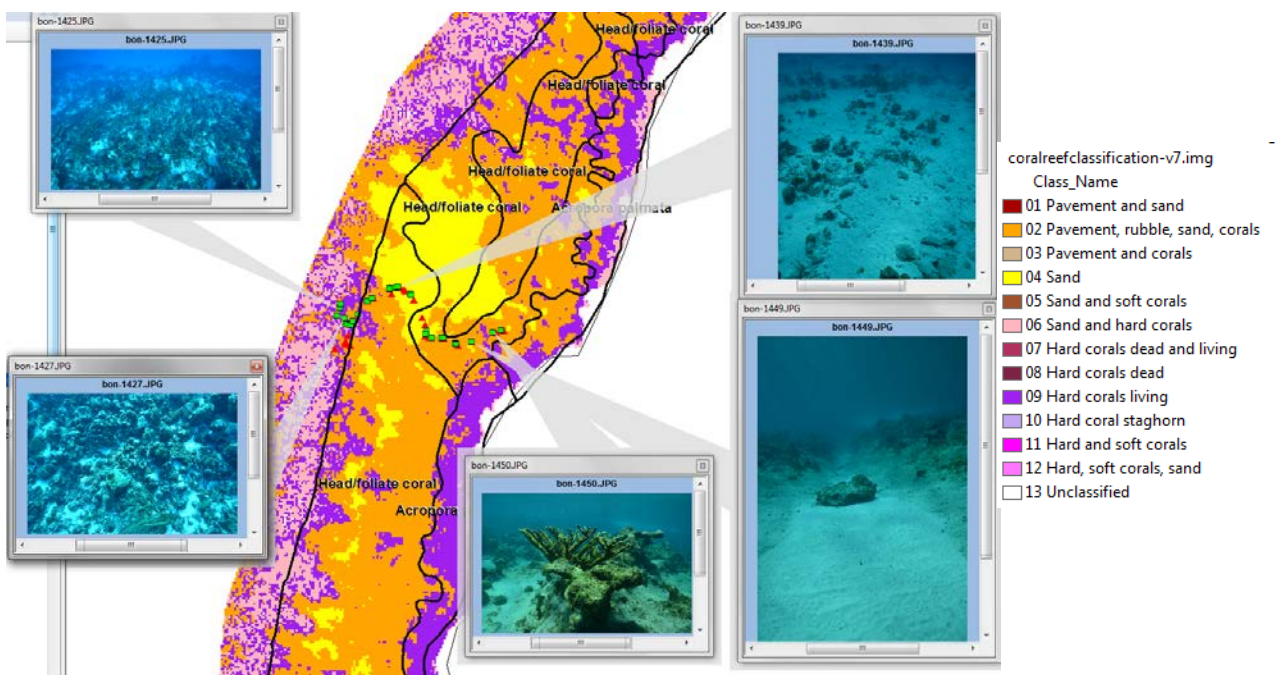 bon-1425.JPG
bon-1425.JPG
Head/foliate coral
Head/foliate coral
Head/foliate coral
Head/foliate coral
Acropora palmata
bon-1439.JPG
bon-1439.JPG
coralreefclassification-v7.img
Class_Name
01 Pavement and sand
02 Pavement, rubble, sand, corals
03 Pavement and corals
04 Sand
05 Sand and soft corals
06 Sand and hard corals
07 Hard corals dead and living
08 Hard corals dead
09 Hard corals living
10 Hard coral staghorn
11 Hard and soft corals
12 Hard, soft corals, sand
13 Unclassified
bon-1449.JPG
bon-1449.JPG
bon-1427.JPG
bon-1427.JPG
Head/foliate coral
Acropora
bon-1450.JPG
bon-1450.JPG